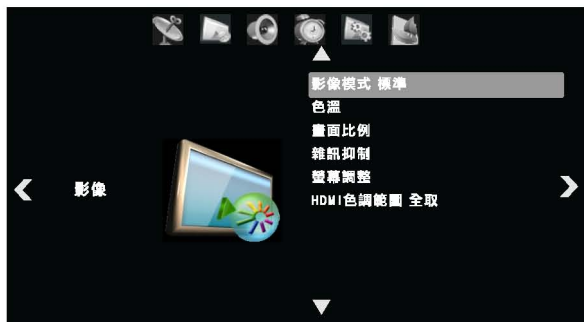 影像模式 標準
色溫
畫面比例
雜訊抑制
螢幕調整
HDMI色調範圍 全取
影像